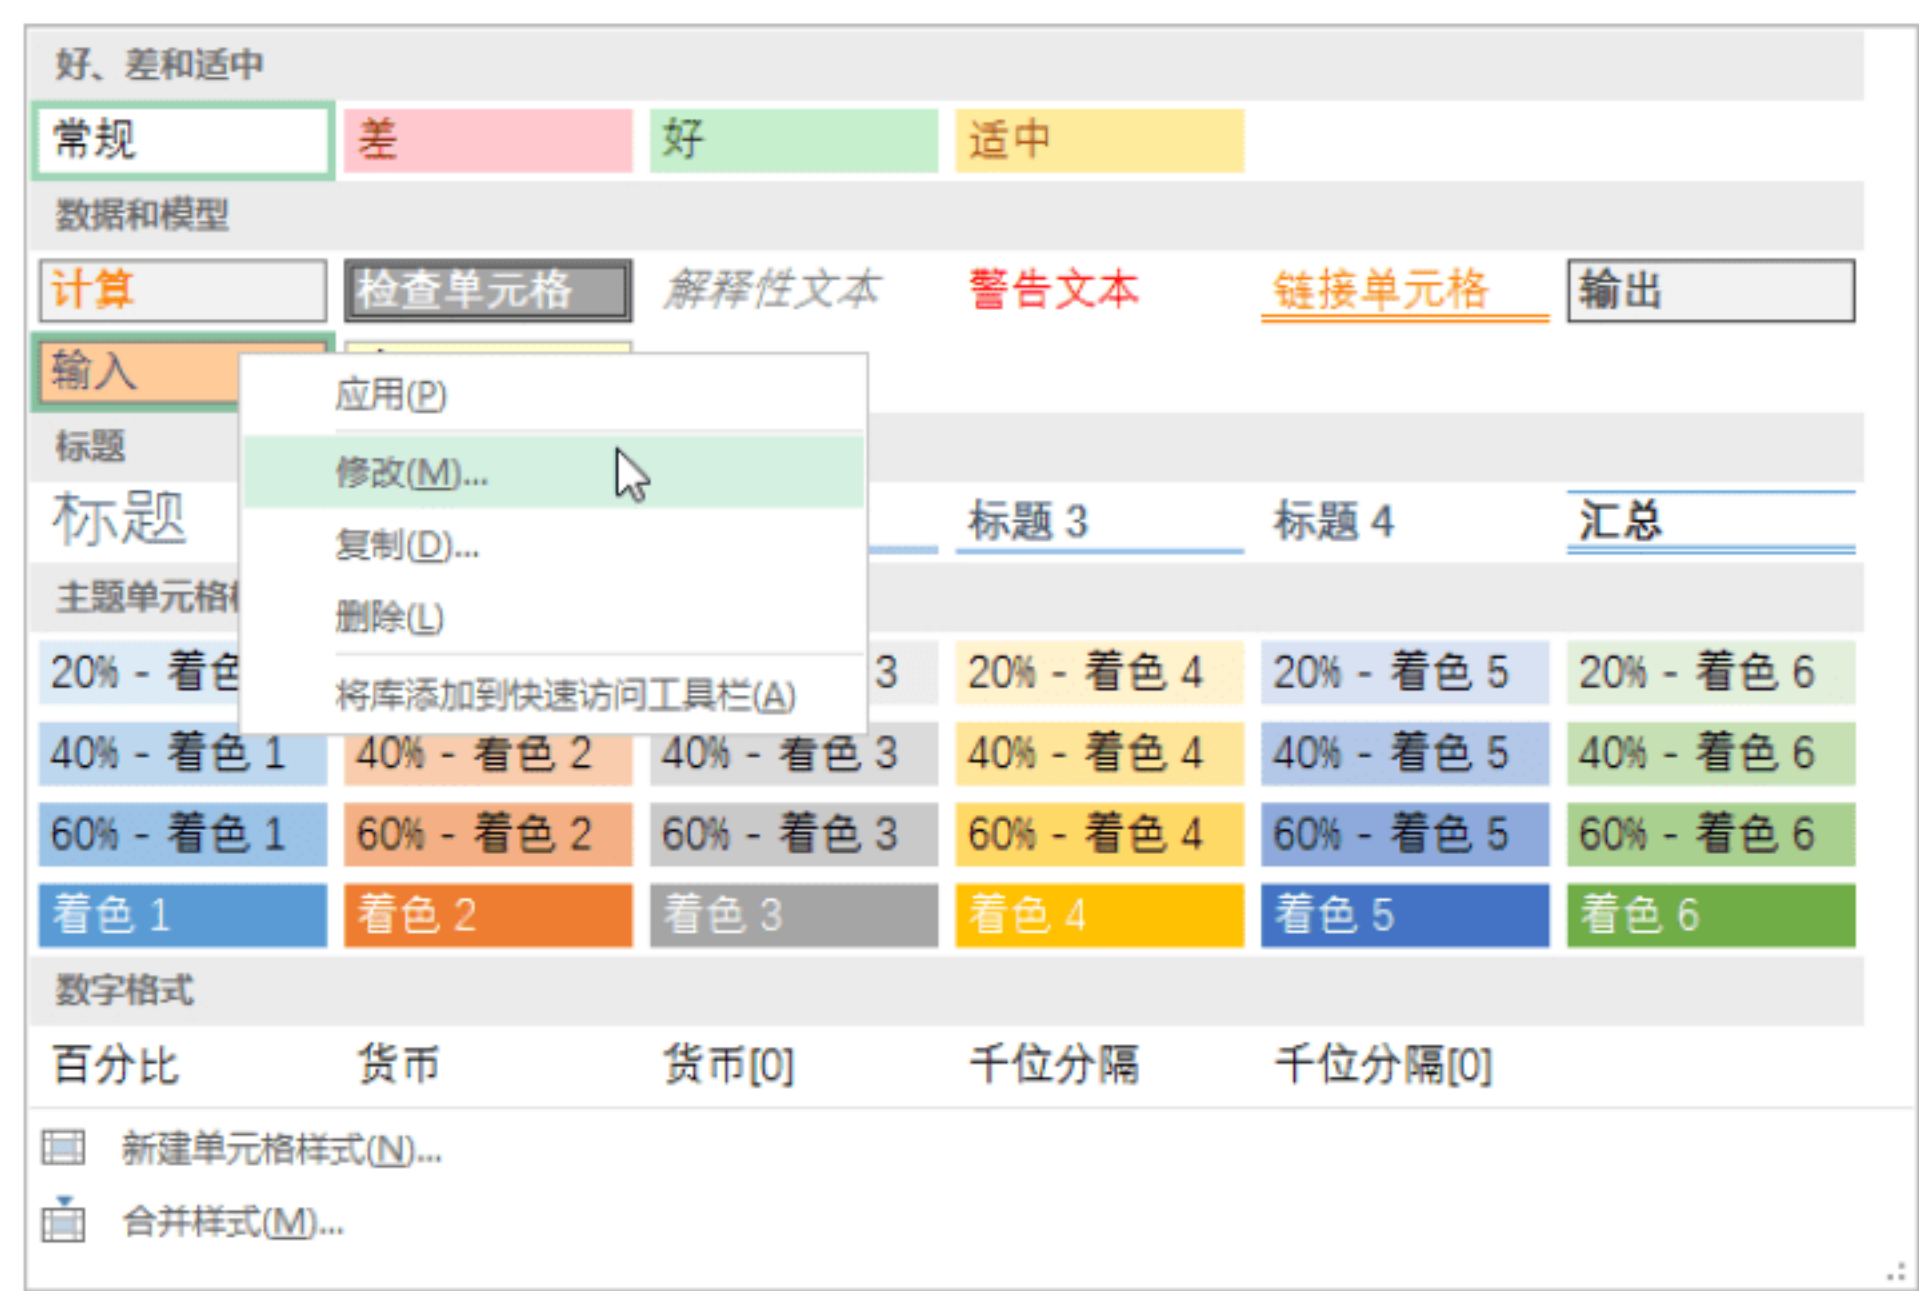 好、差和适中
常规 差 好 适中
数据和模型
计算 检查单元格 解释性文本 警告文本 链接单元格 输出
输入
应用(P)
修改(M)...
复制(D)...
删除(L)
将库添加到快速访问工具栏(A)
标题
标题 标题 3 标题 4 汇总
主题单元格
20% - 着色 3 20% - 着色 4 20% - 着色 5 20% - 着色 6
40% - 着色 1 40% - 着色 2 40% - 着色 3 40% - 着色 4 40% - 着色 5 40% - 着色 6
60% - 着色 1 60% - 着色 2 60% - 着色 3 60% - 着色 4 60% - 着色 5 60% - 着色 6
着色 1 着色 2 着色 3 着色 4 着色 5 着色 6
数字格式
百分比 货币 货币[0] 千位分隔 千位分隔[0]
新建单元格样式(N)...
合并样式(M)...